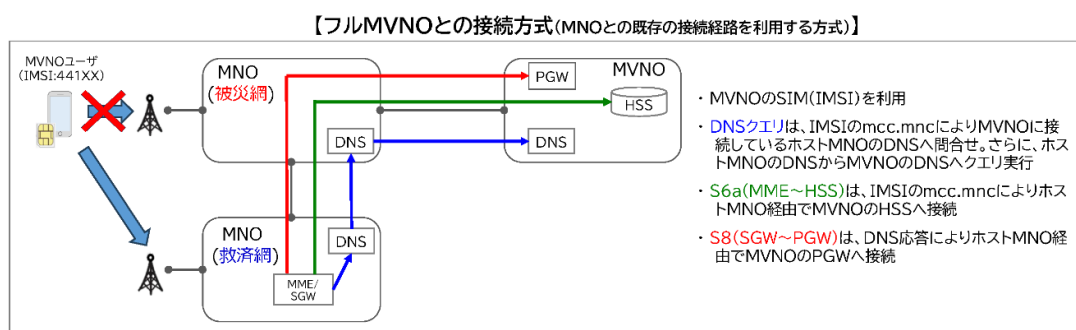 【フルMVNOとの接続方式(MNOとの既存の接続経路を利用する方式)】
MVNOユーザ
(IMSI:441XX)
MNO
(被災網)
PGW
MVNO
HSS
DNS
DNS
MNO
(救済網)
DNS
MME/
SGW
・MVNOのSIM(IMSI)を利用
・DNSクエリは、IMSIのmcc.mncによりMVNOに接
続しているホストMNOのDNSへ問合せ。さらに、ホス
トMNOのDNSからMVNOのDNSへクエリ実行
・S6a(MME~HSS)は、IMSIのmcc.mncによりホス
トMNO経由でMVNOのHSSへ接続
・S8(SGW~PGW)は、DNS応答によりホストMNO経
由でMVNOのPGWへ接続